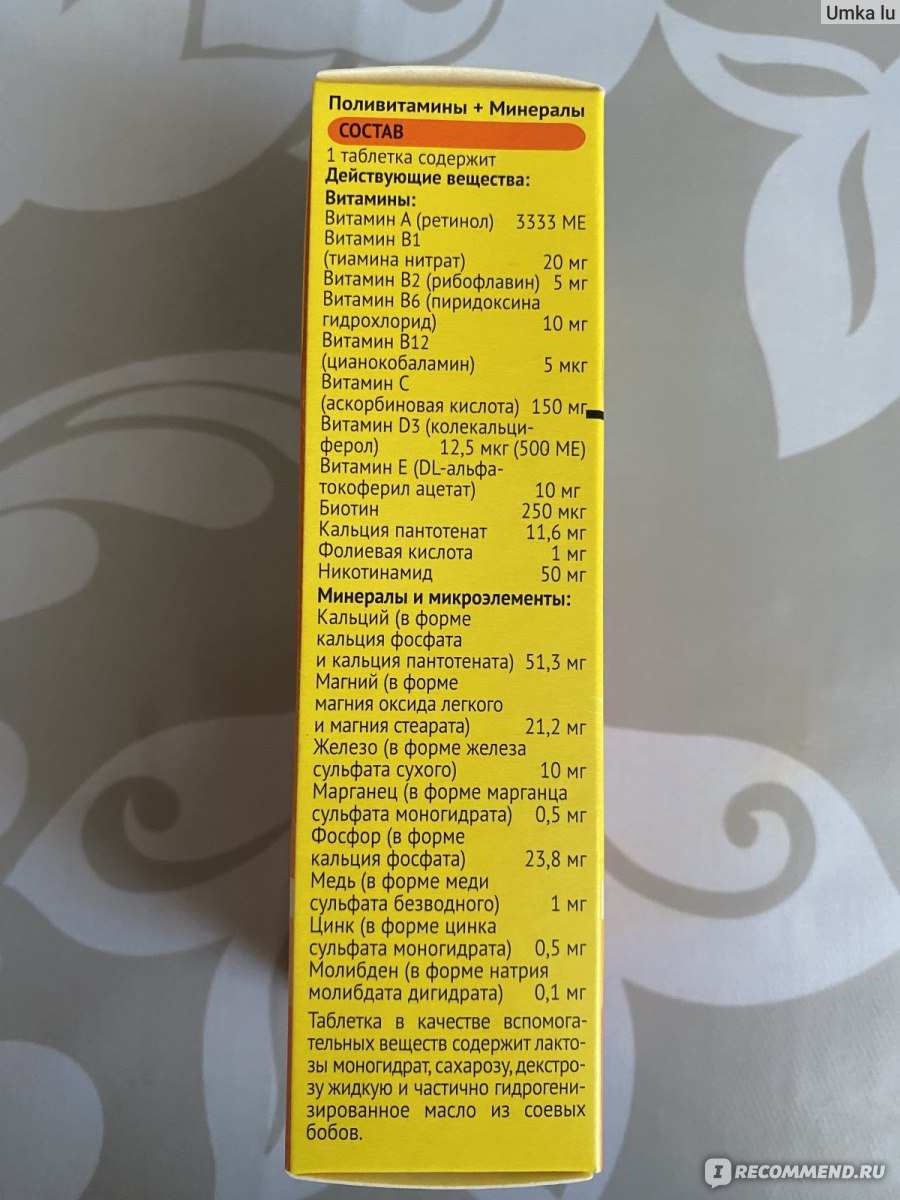 Umka lu
Поливитамины + Минералы
СОСТАВ
1 таблетка содержит
Действующие вещества:
Витамины:
Витамин А (ретинол) 3333 МЕ
Витамин В1
(тиамина нитрат) 20 мг
Витамин В2 (рибофлавин) 5 мг
Витамин В6 (пиридоксина
гидрохлорид) 10 мг
Витамин В12
(цианокобаламин) 5 мкг
Витамин С
(аскорбиновая кислота) 150 мг
Витамин D3 (колекальци-
ферол) 12,5 мкг (500 МЕ)
Витамин Е (DL-альфа-
токоферил ацетат) 10 мг
Биотин 250 мкг
Кальция пантотенат 11,6 мг
Фолиевая кислота 1 мг
Никотинамид 50 мг
Минералы и микроэлементы:
Кальций (в форме
кальция фосфата
и кальция пантотената) 51,3 мг
Магний (в форме
магния оксида легкого
и магния стеарата) 21,2 мг
Железо (в форме железа
сульфата сухого) 10 мг
Марганец (в форме марганца
сульфата моногидрата) 0,5 мг
Фосфор (в форме
кальция фосфата) 23,8 мг
Медь (в форме меди
сульфата безводного) 1 мг
Цинк (в форме цинка
сульфата моногидрата) 0,5 мг
Молибден (в форме натрия
молибдата дигидрата) 0,1 мг
Таблетка в качестве вспомога-
тельных веществ содержит лакто-
зы моногидрат, сахарозу, декстро-
зу жидкую и частично гидрогени-
зированное масло из соевых
бобов.
IRECOMMEND.RU